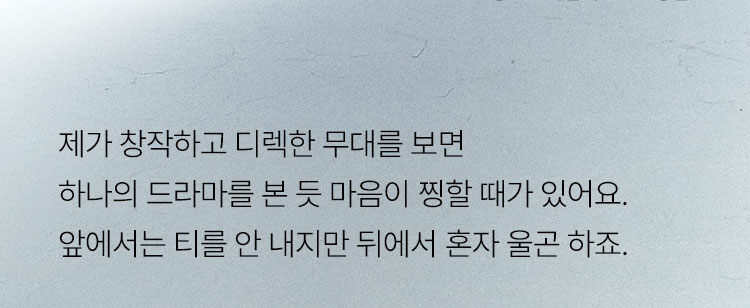 제가 창작하고 디렉한 무대를 보면
하나의 드라마를 본 듯 마음이 찡할 때가 있어요.
앞에서는 티를 안 내지만 뒤에서 혼자 울곤 하죠.